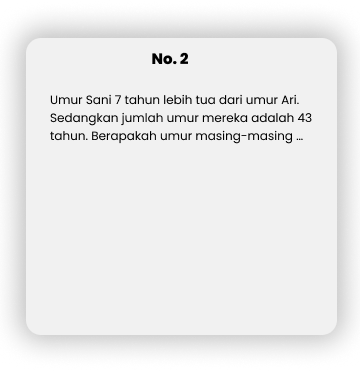 No. 2
Umur Sani 7 tahun lebih tua dari umur Ari.
Sedangkan jumlah umur mereka adalah 43
tahun. Berapakah umur masing-masing ...